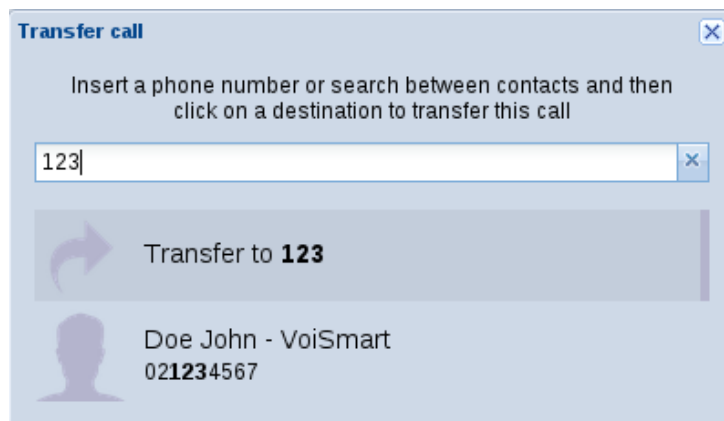 Transfer call
Insert a phone number or search between contacts and then
click on a destination to transfer this call
123
Transfer to 123
Doe John - VoiSmart
021234567